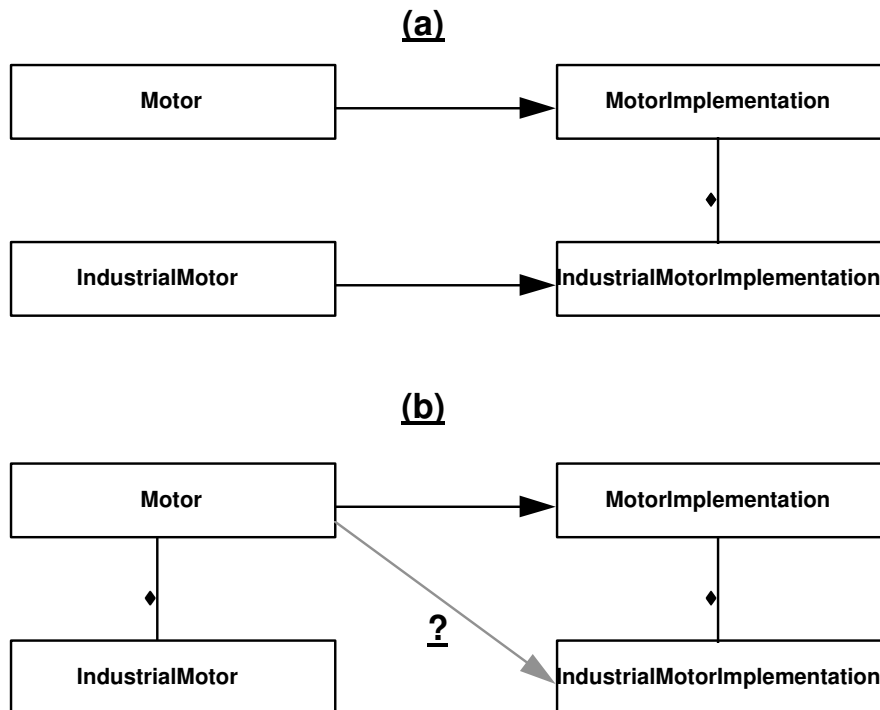 (a)
Motor
MotorImplementation
IndustrialMotor
IndustrialMotorImplementation
(b)
Motor
MotorImplementation
?
IndustrialMotor
IndustrialMotorImplementation